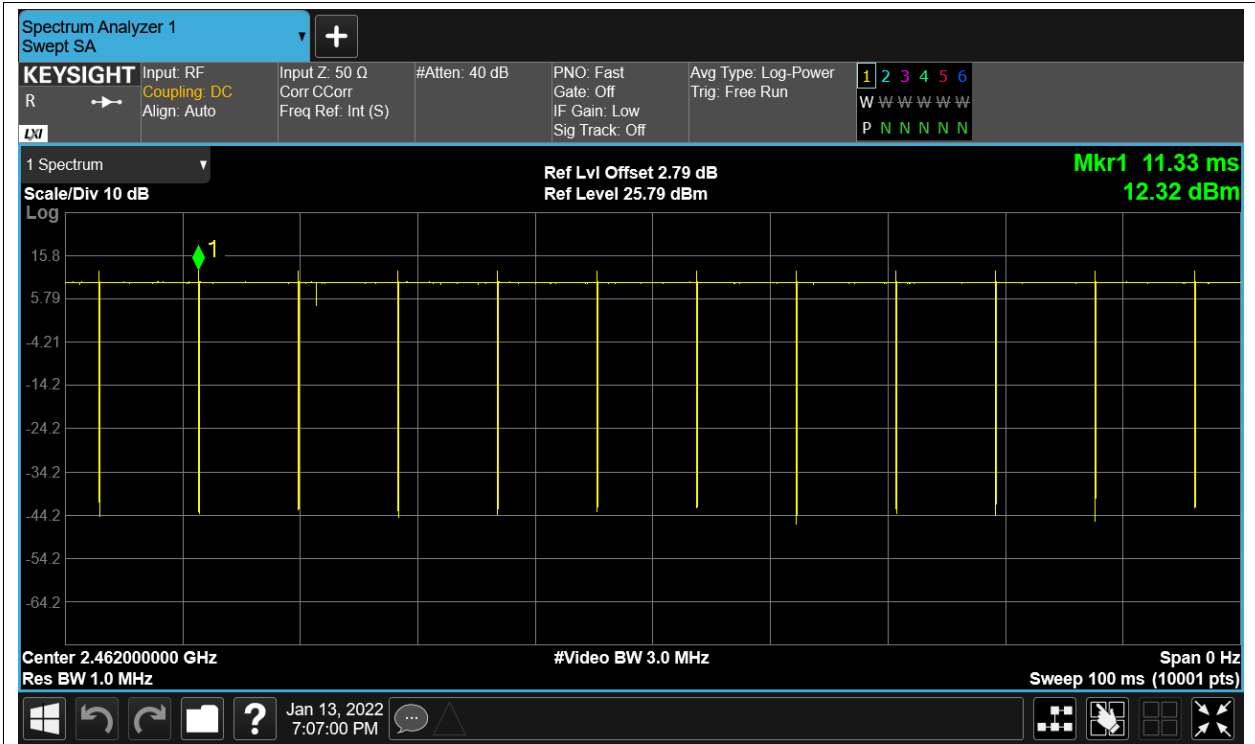 Spectrum Analyzer 1
Swept SA
KEYSIGHT
R
LXI
Input: RF
Coupling: DC
Align: Auto
Input Z: 50 Ω
Corr CCorr
Freq Ref: Int (S)
#Atten: 40 dB
PNO: Fast
Gate: Off
IF Gain: Low
Sig Track: Off
Avg Type: Log-Power
Trig: Free Run
1 2 3 4 5 6
W W W W W W
P N N N N N
1 Spectrum
Scale/Div 10 dB
Ref Lvl Offset 2.79 dB
Ref Level 25.79 dBm
Mkr1 11.33 ms
12.32 dBm
Log
1
15.8
5.79
-4.21
-14.2
-24.2
-34.2
-44.2
-54.2
-64.2
Center 2.462000000 GHz
#Video BW 3.0 MHz
Span 0 Hz
Res BW 1.0 MHz
Sweep 100 ms (10001 pts)
?
Jan 13, 2022
7:07:00 PM